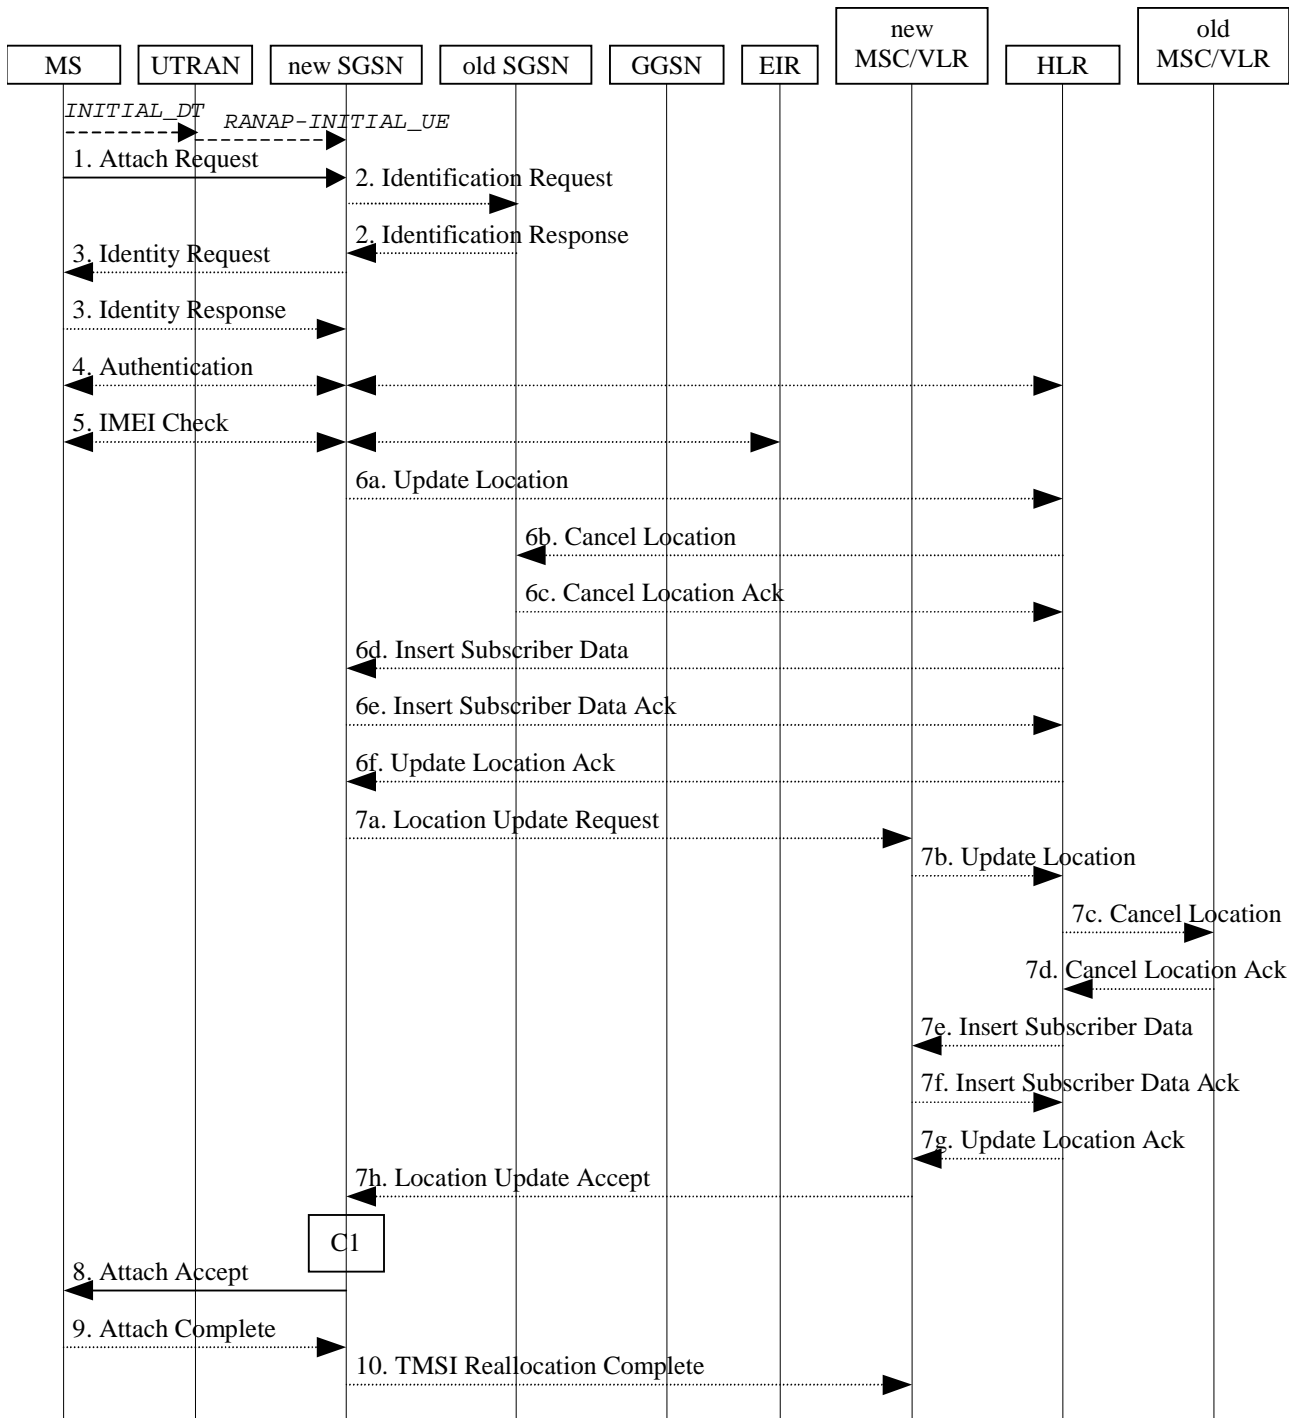 new
old
MS
UTRAN
new SGSN
old SGSN
GGSN
EIR
MSC/VLR
HLR
MSC/VLR
INITIAL_DT
RANAP-INITIAL_UE
1. Attach Request
2. Identification Request
2. Identification Response
3. Identity Request
3. Identity Response
4. Authentication
5. IMEI Check
6a. Update Location
6b. Cancel Location
6c. Cancel Location Ack
6d. Insert Subscriber Data
6e. Insert Subscriber Data Ack
6f. Update Location Ack
7a. Location Update Request
7b. Update Location
7c. Cancel Location
7d. Cancel Location Ack
7e. Insert Subscriber Data
7f. Insert Subscriber Data Ack
7g. Update Location Ack
7h. Location Update Accept
C1
8. Attach Accept
9. Attach Complete
10. TMSI Reallocation Complete